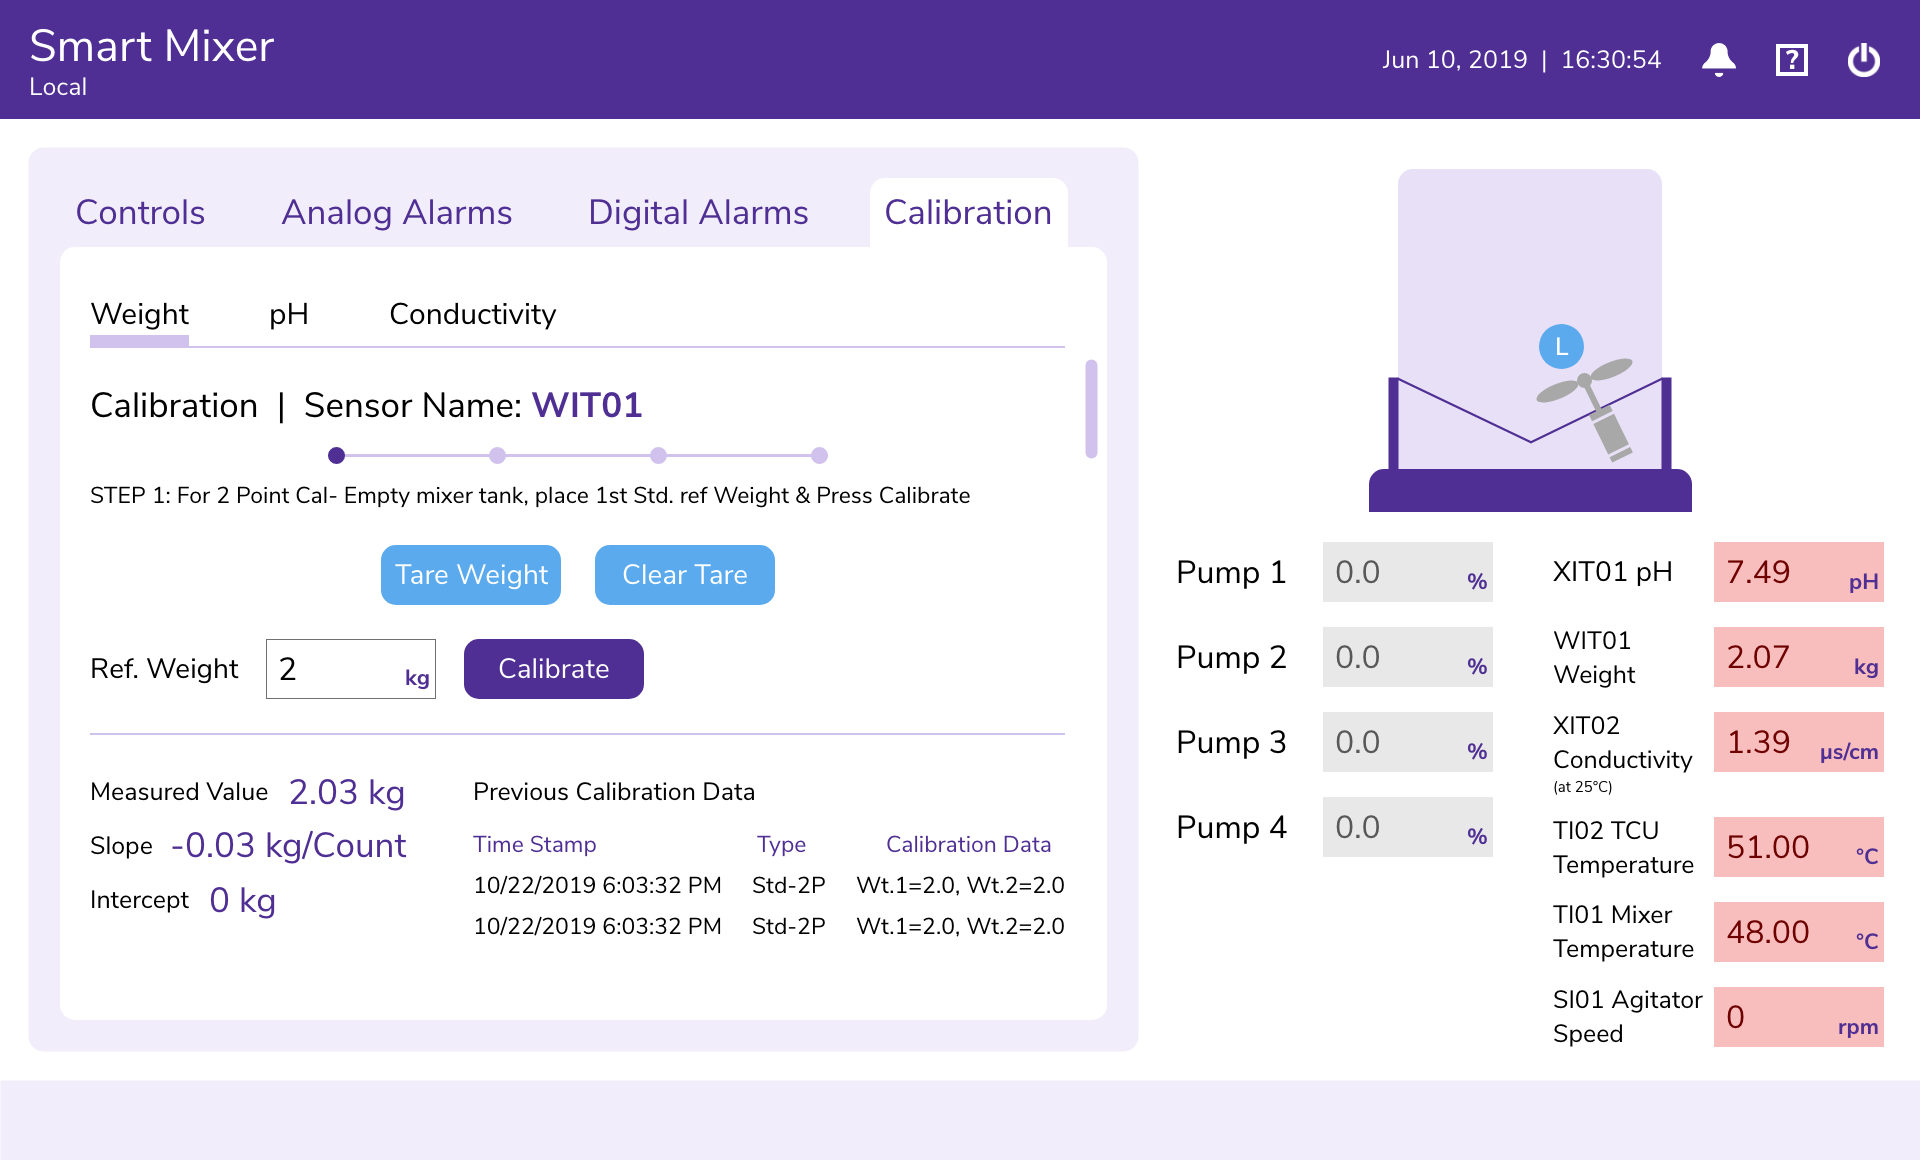 Smart Mixer
Local
Jun 10, 2019 | 16:30:54
?
Controls Analog Alarms Digital Alarms Calibration
Weight pH Conductivity
Calibration | Sensor Name: WIT01
STEP 1: For 2 Point Cal- Empty mixer tank, place 1st Std. ref Weight & Press Calibrate
Tare Weight Clear Tare
Ref. Weight 2 kg Calibrate
Measured Value 2.03 kg
Slope -0.03 kg/Count
Intercept 0 kg
Previous Calibration Data
Time Stamp Type Calibration Data
10/22/2019 6:03:32 PM Std-2P Wt.1=2.0, Wt.2=2.0
10/22/2019 6:03:32 PM Std-2P Wt.1=2.0, Wt.2=2.0
L
Pump 1 0.0 %
Pump 2 0.0 %
Pump 3 0.0 %
Pump 4 0.0 %
XIT01 pH 7.49 pH
WIT01
Weight 2.07 kg
XIT02
Conductivity 1.39 µs/cm
(at 25°C)
TI02 TCU
Temperature 51.00 °C
TI01 Mixer
Temperature 48.00 °C
SI01 Agitator
Speed 0 rpm